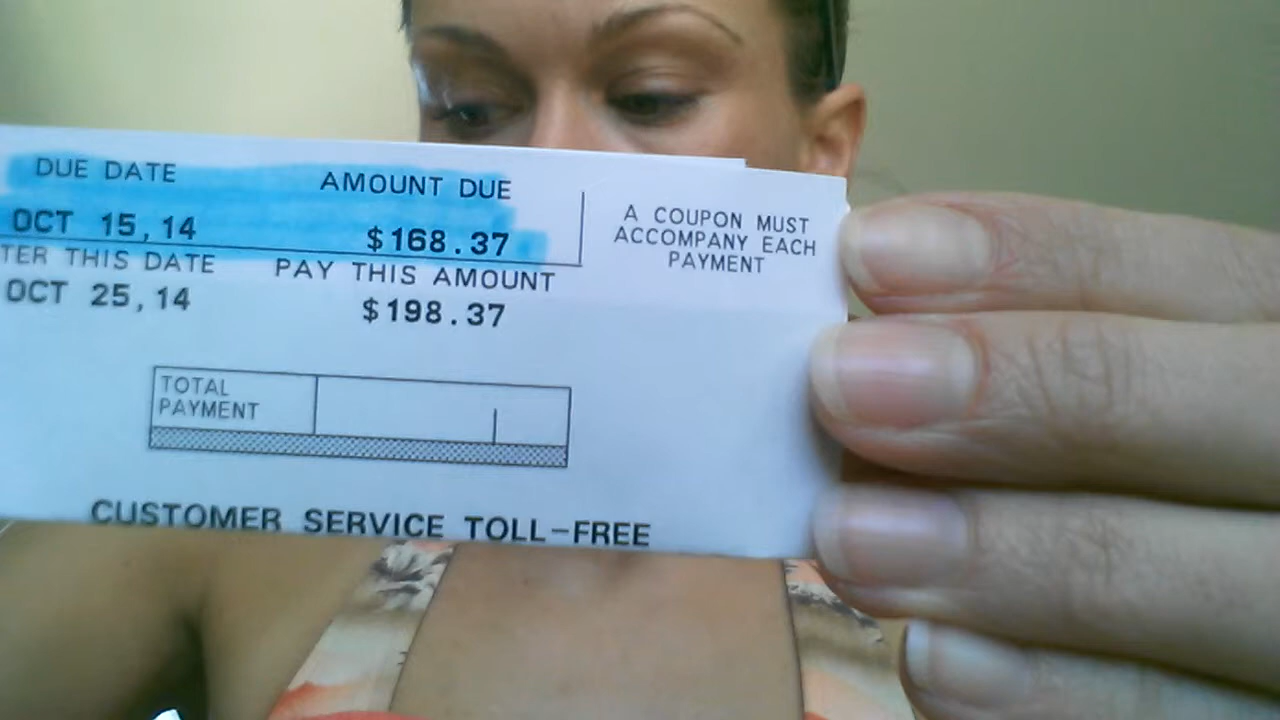 DUE DATE AMOUNT DUE
OCT 15,14 $168.37
TER THIS DATE PAY THIS AMOUNT
OCT 25,14 $198.37
A COUPON MUST
ACCOMPANY EACH
PAYMENT
TOTAL
PAYMENT
CUSTOMER SERVICE TOLL-FREE